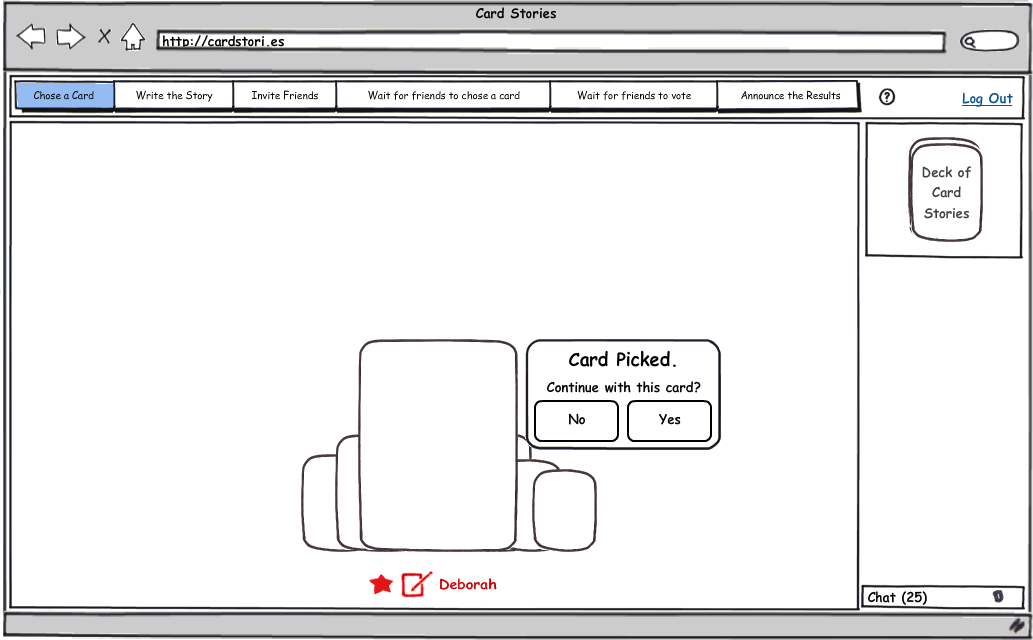 Card Stories
http://cardstori.es
Chose a Card
Write the Story
Invite Friends
Wait for friends to chose a card
Wait for friends to vote
Announce the Results
?
Log Out
Deck of
Card
Stories
Card Picked.
Continue with this card?
No
Yes
Deborah
Chat (25)